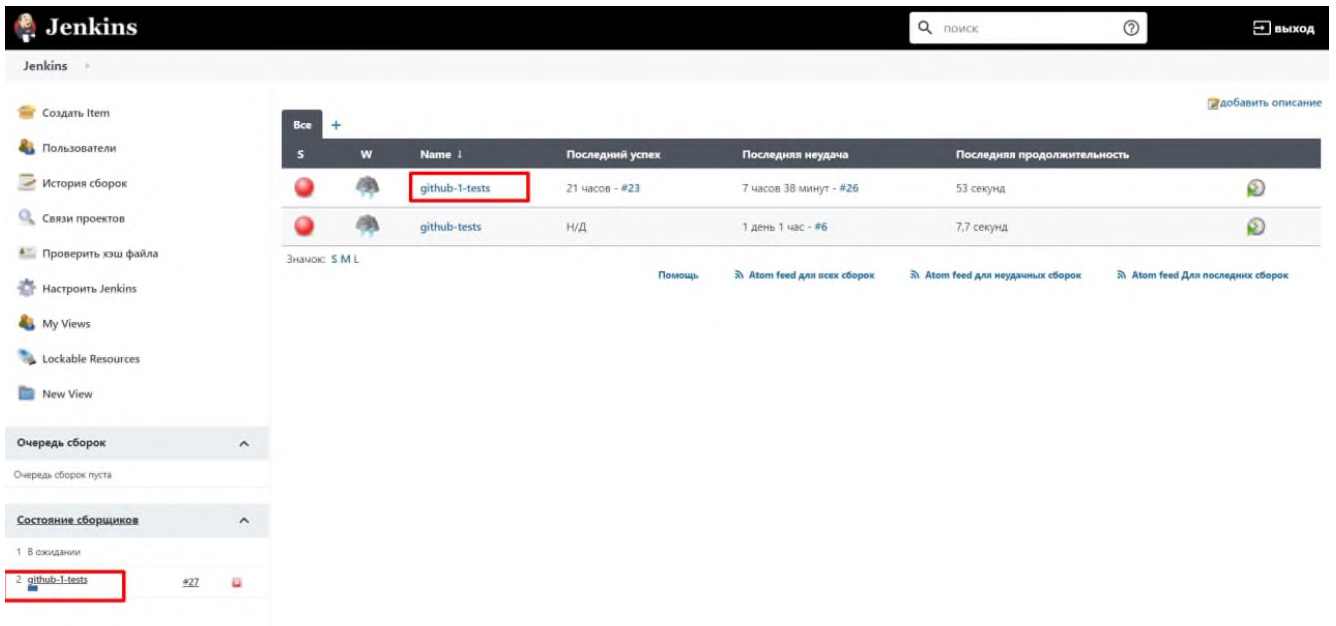 Jenkins
поиск
выход
Jenkins
добавить описание
Создать Item
Пользователи
История сборок
Связи проектов
Проверить хэш файла
Настроить Jenkins
My Views
Lockable Resources
New View
Очередь сборок
Очередь сборок пуста
Состояние сборщиков
1 В ожидании
2 github-1-tests #27
Все +
S W Name ↓ Последний успех Последняя неудача Последняя продолжительность
github-1-tests 21 часов - #23 7 часов 38 минут - #26 53 секунд
github-tests Н/Д 1 день 1 час - #6 7,7 секунд
Значок: S M L
Помощь Atom feed для всех сборок Atom feed для неудачных сборок Atom feed Для последних сборок